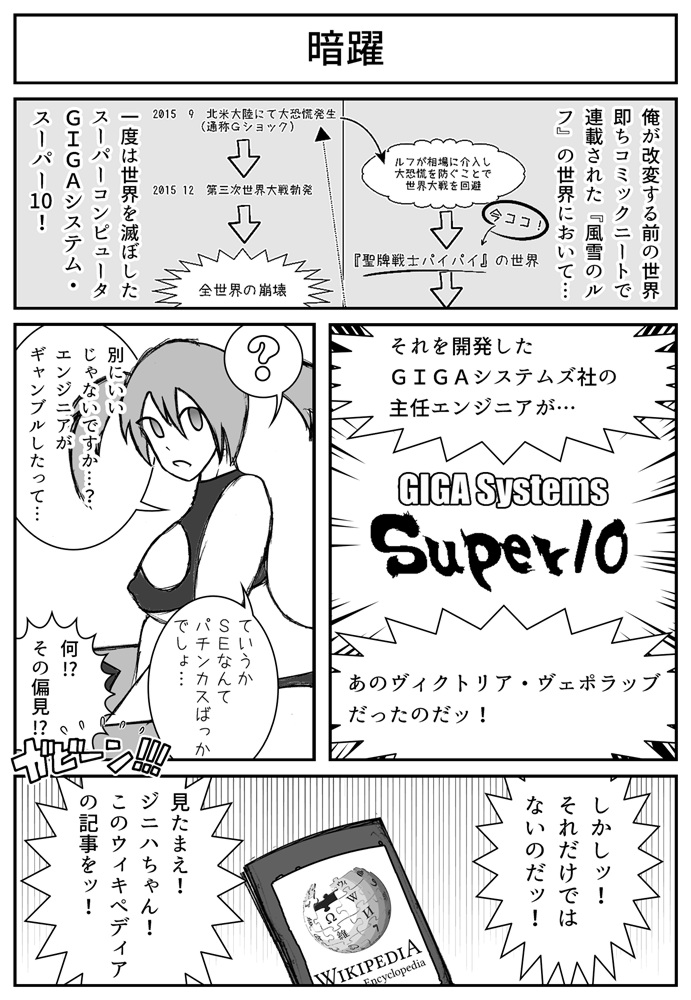 暗躍
俺が改変する前の世界
即ちコミックニートで
連載された『風雪のル
フ』の世界において…
ルフが相場に介入し
大恐慌を防ぐことで
世界大戦を回避
今ココ！
『聖牌戦士パイパイ』の世界
2015 9 北米大陸にて大恐慌発生
(通称Gショック)
2015 12 第三次世界大戦勃発
全世界の崩壊
一度は世界を滅ぼした
スーパーコンピュータ
ＧＩＧＡシステム・
スーパー10！
それを開発した
ＧＩＧＡシステムズ社の
主任エンジニアが…
GIGA Systems
Super10
あのヴィクトリア・ヴェポラッブ
だったのだッ！
？
別にいい
じゃないですか…？
エンジニアが
ギャンブルしたって…
ていうか
ＳＥなんて
パチンカスばっか
でしょ…
何!?
その偏見!?
ガビーン!!!
しかしッ！
それだけでは
ないのだッ！
見たまえ！
ジニハちゃん！
このウィキペディア
の記事をッ！
Ω
W
И
維
WIKIPEDIA
Encyclopedia